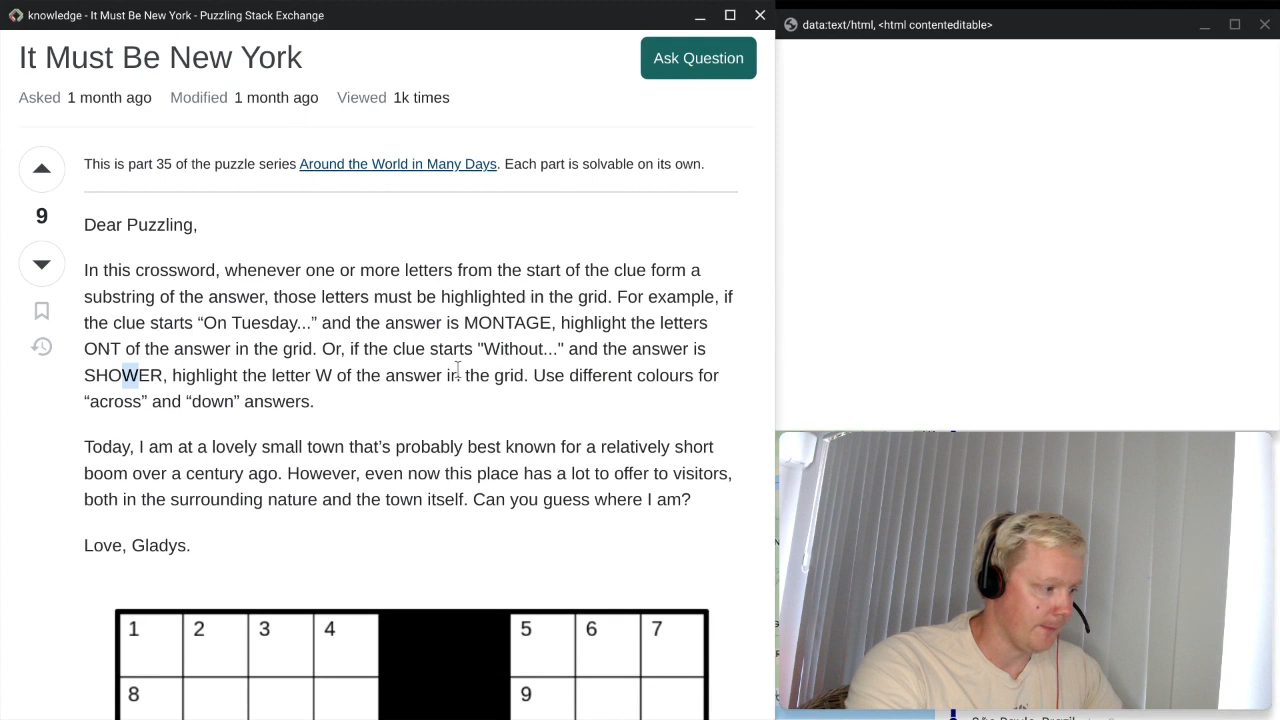 knowledge - It Must Be New York - Puzzling Stack Exchange
data:text/html, <html contenteditable>
It Must Be New York
Ask Question
Asked 1 month ago Modified 1 month ago Viewed 1k times
This is part 35 of the puzzle series Around the World in Many Days. Each part is solvable on its own.
9
Dear Puzzling,
In this crossword, whenever one or more letters from the start of the clue form a
substring of the answer, those letters must be highlighted in the grid. For example, if
the clue starts “On Tuesday...” and the answer is MONTAGE, highlight the letters
ONT of the answer in the grid. Or, if the clue starts "Without..." and the answer is
SHOWER, highlight the letter W of the answer in the grid. Use different colours for
“across” and “down” answers.
Today, I am at a lovely small town that’s probably best known for a relatively short
boom over a century ago. However, even now this place has a lot to offer to visitors,
both in the surrounding nature and the town itself. Can you guess where I am?
Love, Gladys.
1 2 3 4 5 6 7
8 9
São Paulo, Brazil